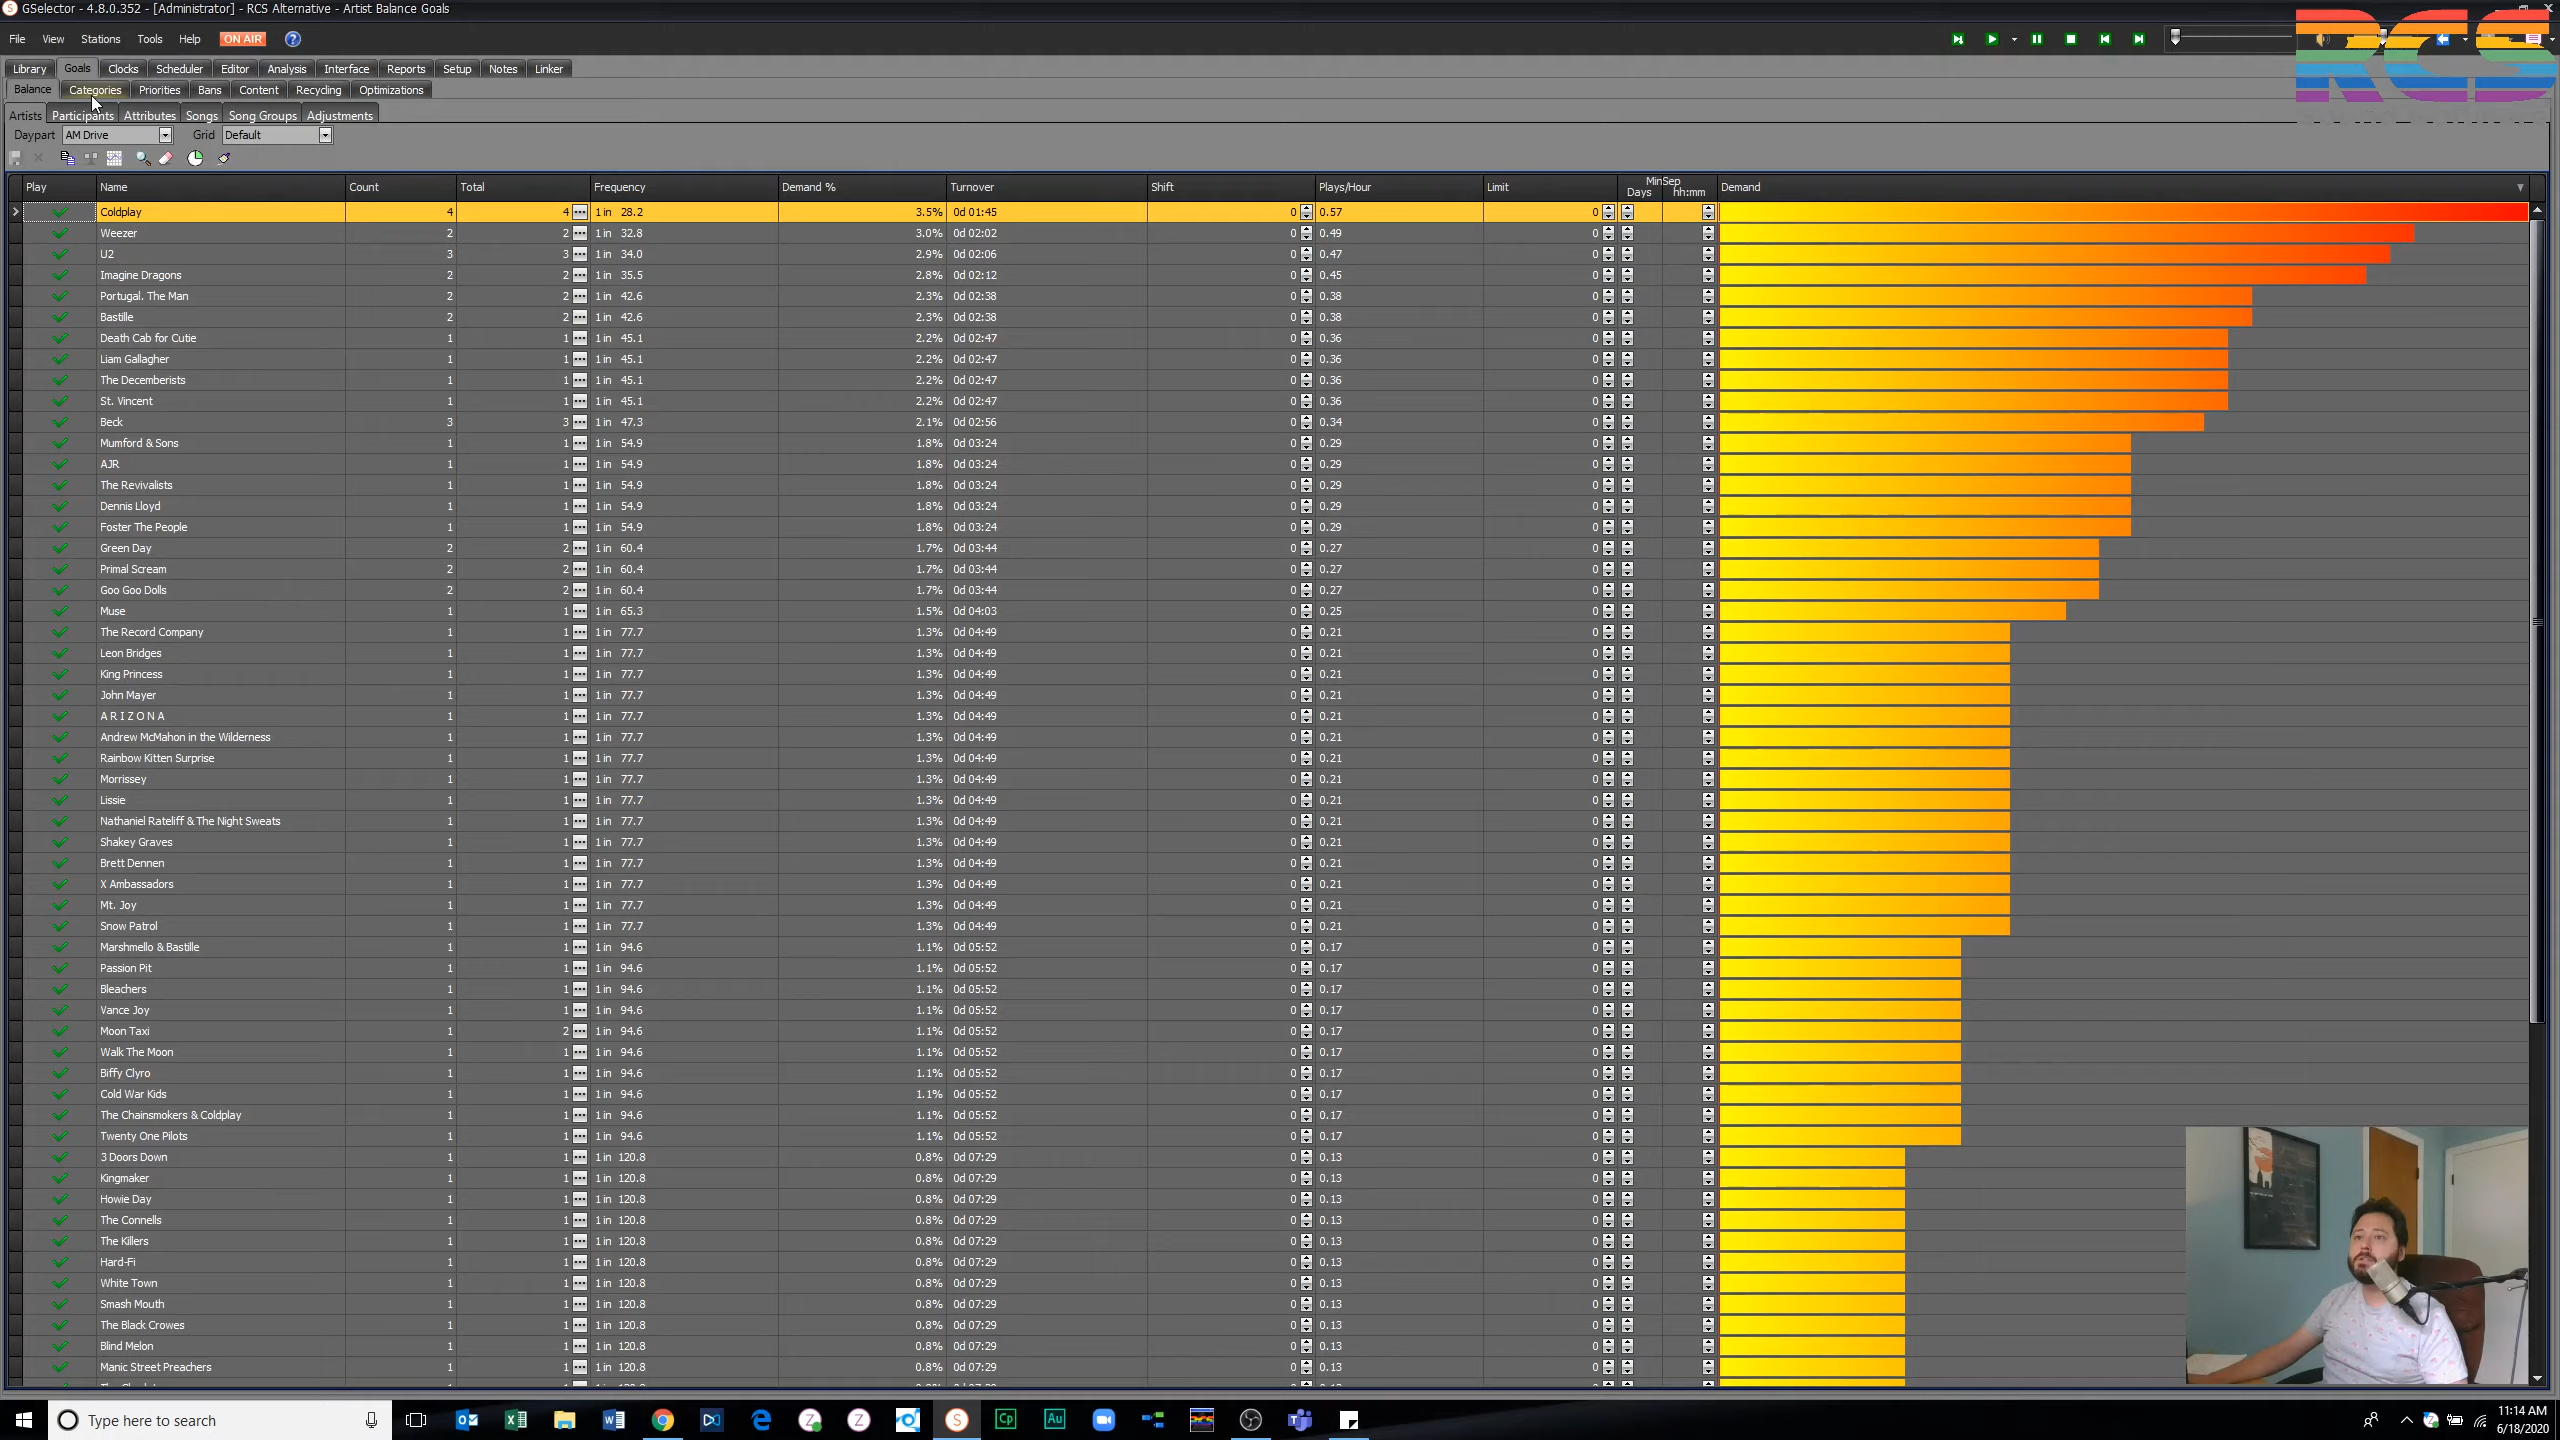 GSelector - 4.8.0.352 - [Administrator] - RCS Alternative - Artist Balance Goals
File View Stations Tools Help ON AIR ?
RCS
Library Goals Clocks Scheduler Editor Analysis Interface Reports Setup Notes Linker
Balance Categories Priorities Bans Content Recycling Optimizations
Artists Participants Attributes Songs Song Groups Adjustments
Daypart AM Drive Grid Default
Play Name Count Total Frequency Demand % Turnover Shift Plays/Hour Limit MinSep Days hh:mm Demand
Coldplay 4 4 1 in 28.2 3.5% 0d 01:45 0 0.57 0
Weezer 2 2 1 in 32.8 3.0% 0d 02:02 0 0.49 0
U2 3 3 1 in 34.0 2.9% 0d 02:06 0 0.47 0
Imagine Dragons 2 2 1 in 35.5 2.8% 0d 02:12 0 0.45 0
Portugal. The Man 2 2 1 in 42.6 2.3% 0d 02:38 0 0.38 0
Bastille 2 2 1 in 42.6 2.3% 0d 02:38 0 0.38 0
Death Cab for Cutie 1 1 1 in 45.1 2.2% 0d 02:47 0 0.36 0
Liam Gallagher 1 1 1 in 45.1 2.2% 0d 02:47 0 0.36 0
The Decemberists 1 1 1 in 45.1 2.2% 0d 02:47 0 0.36 0
St. Vincent 1 1 1 in 45.1 2.2% 0d 02:47 0 0.36 0
Beck 3 3 1 in 47.3 2.1% 0d 02:56 0 0.34 0
Mumford & Sons 1 1 1 in 54.9 1.8% 0d 03:24 0 0.29 0
AJR 1 1 1 in 54.9 1.8% 0d 03:24 0 0.29 0
The Revivalists 1 1 1 in 54.9 1.8% 0d 03:24 0 0.29 0
Dennis Lloyd 1 1 1 in 54.9 1.8% 0d 03:24 0 0.29 0
Foster The People 1 1 1 in 54.9 1.8% 0d 03:24 0 0.29 0
Green Day 2 2 1 in 60.4 1.7% 0d 03:44 0 0.27 0
Primal Scream 2 2 1 in 60.4 1.7% 0d 03:44 0 0.27 0
Goo Goo Dolls 2 2 1 in 60.4 1.7% 0d 03:44 0 0.27 0
Muse 1 1 1 in 65.3 1.5% 0d 04:03 0 0.25 0
The Record Company 1 1 1 in 77.7 1.3% 0d 04:49 0 0.21 0
Leon Bridges 1 1 1 in 77.7 1.3% 0d 04:49 0 0.21 0
King Princess 1 1 1 in 77.7 1.3% 0d 04:49 0 0.21 0
John Mayer 1 1 1 in 77.7 1.3% 0d 04:49 0 0.21 0
A R I Z O N A 1 1 1 in 77.7 1.3% 0d 04:49 0 0.21 0
Andrew McMahon in the Wilderness 1 1 1 in 77.7 1.3% 0d 04:49 0 0.21 0
Rainbow Kitten Surprise 1 1 1 in 77.7 1.3% 0d 04:49 0 0.21 0
Morrissey 1 1 1 in 77.7 1.3% 0d 04:49 0 0.21 0
Lissie 1 1 1 in 77.7 1.3% 0d 04:49 0 0.21 0
Nathaniel Rateliff & The Night Sweats 1 1 1 in 77.7 1.3% 0d 04:49 0 0.21 0
Shakey Graves 1 1 1 in 77.7 1.3% 0d 04:49 0 0.21 0
Brett Dennen 1 1 1 in 77.7 1.3% 0d 04:49 0 0.21 0
X Ambassadors 1 1 1 in 77.7 1.3% 0d 04:49 0 0.21 0
Mt. Joy 1 1 1 in 77.7 1.3% 0d 04:49 0 0.21 0
Snow Patrol 1 1 1 in 77.7 1.3% 0d 04:49 0 0.21 0
Marshmello & Bastille 1 1 1 in 94.6 1.1% 0d 05:52 0 0.17 0
Passion Pit 1 1 1 in 94.6 1.1% 0d 05:52 0 0.17 0
Bleachers 1 1 1 in 94.6 1.1% 0d 05:52 0 0.17 0
Vance Joy 1 1 1 in 94.6 1.1% 0d 05:52 0 0.17 0
Moon Taxi 1 2 1 in 94.6 1.1% 0d 05:52 0 0.17 0
Walk The Moon 1 1 1 in 94.6 1.1% 0d 05:52 0 0.17 0
Biffy Clyro 1 1 1 in 94.6 1.1% 0d 05:52 0 0.17 0
Cold War Kids 1 1 1 in 94.6 1.1% 0d 05:52 0 0.17 0
The Chainsmokers & Coldplay 1 1 1 in 94.6 1.1% 0d 05:52 0 0.17 0
Twenty One Pilots 1 1 1 in 94.6 1.1% 0d 05:52 0 0.17 0
3 Doors Down 1 1 1 in 120.8 0.8% 0d 07:29 0 0.13 0
Kingmaker 1 1 1 in 120.8 0.8% 0d 07:29 0 0.13 0
Howie Day 1 1 1 in 120.8 0.8% 0d 07:29 0 0.13 0
The Connells 1 1 1 in 120.8 0.8% 0d 07:29 0 0.13 0
The Killers 1 1 1 in 120.8 0.8% 0d 07:29 0 0.13 0
Hard-Fi 1 1 1 in 120.8 0.8% 0d 07:29 0 0.13 0
White Town 1 1 1 in 120.8 0.8% 0d 07:29 0 0.13 0
Smash Mouth 1 1 1 in 120.8 0.8% 0d 07:29 0 0.13 0
The Black Crowes 1 1 1 in 120.8 0.8% 0d 07:29 0 0.13 0
Blind Melon 1 1 1 in 120.8 0.8% 0d 07:29 0 0.13 0
Manic Street Preachers 1 1 1 in 120.8 0.8% 0d 07:29 0 0.13 0
Type here to search
11:14 AM
6/18/2020